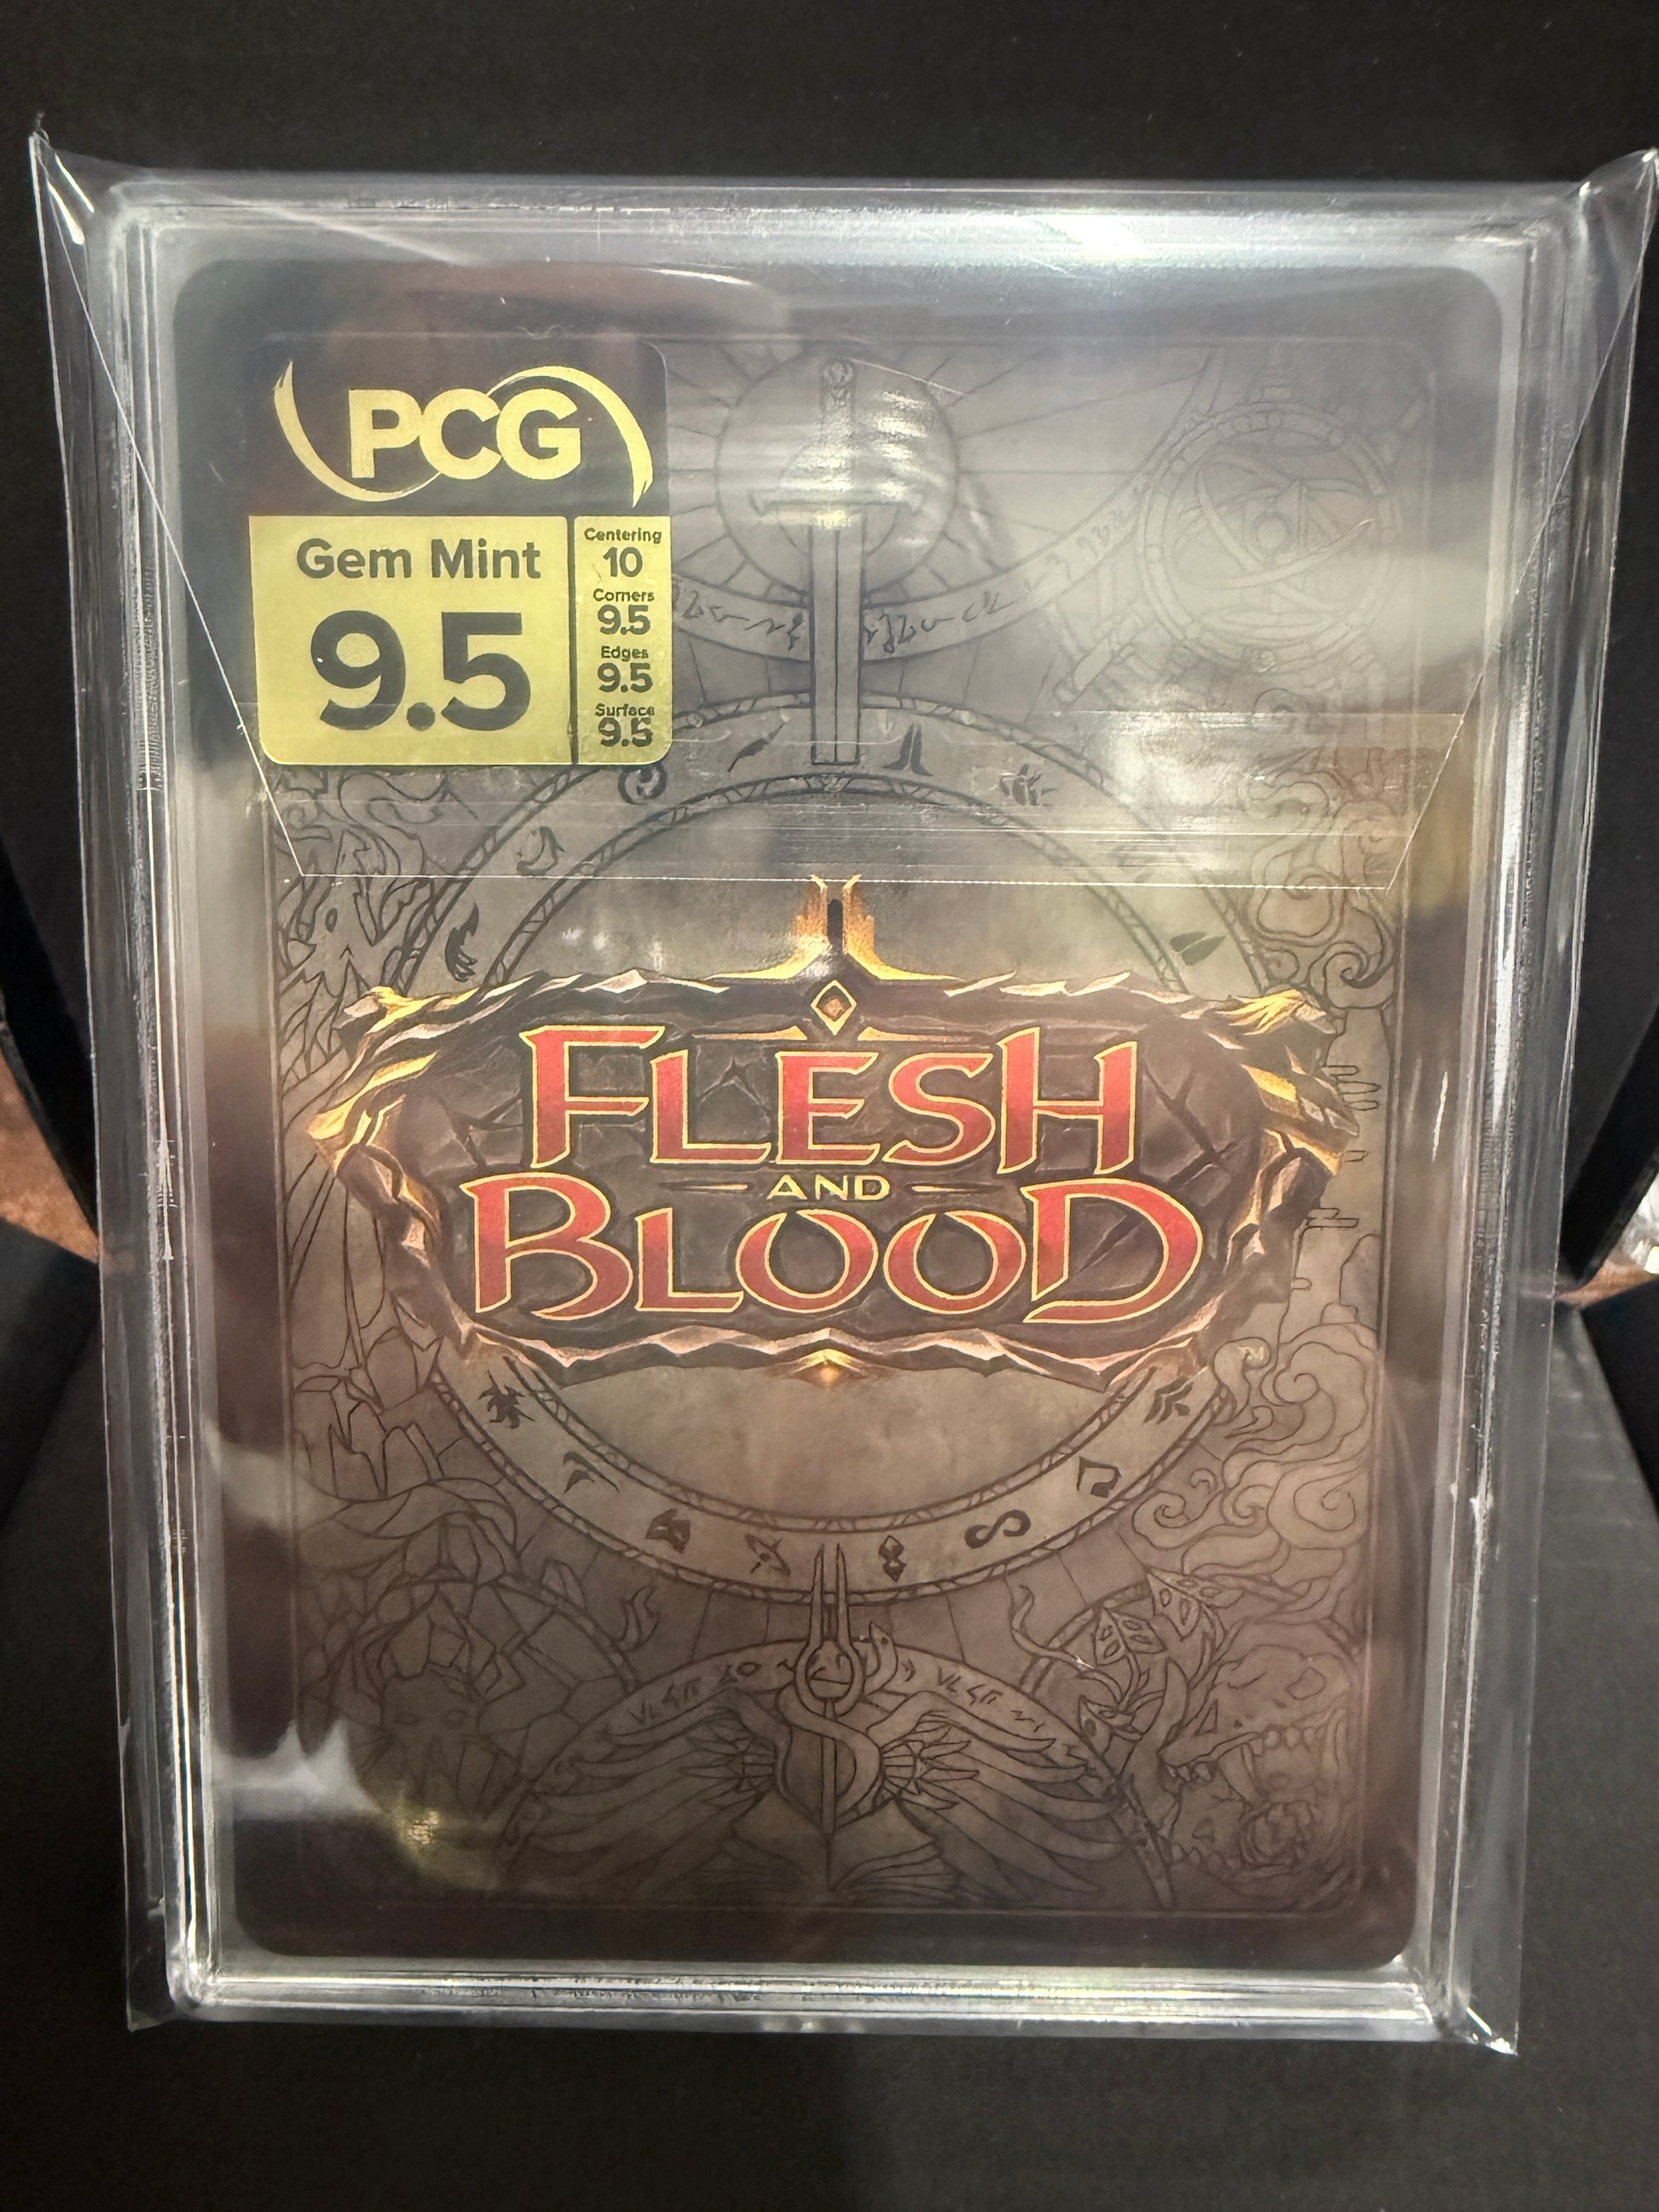 PCG
Gem Mint
9.5
Centering
10
Corners
9.5
Edges
9.5
Surface
9.5
FLESH
AND
BLOOD
TM